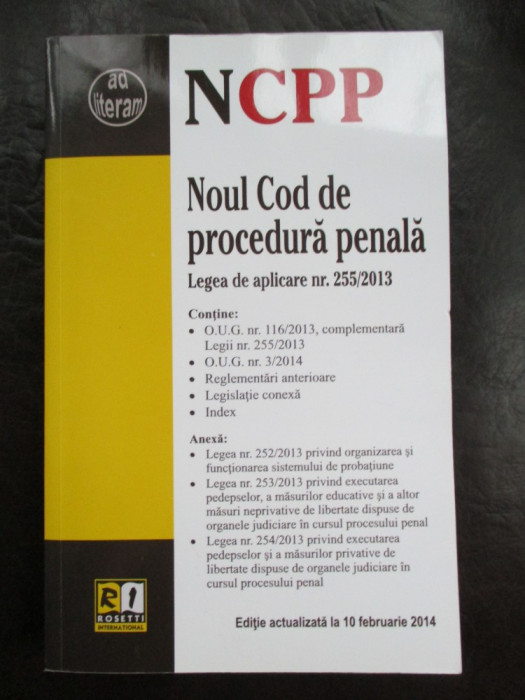 ad
literam
NCPP
Noul Cod de
procedură penală
Legea de aplicare nr. 255/2013
Conține:
• O.U.G. nr. 116/2013, complementară
Legii nr. 255/2013
• O.U.G. nr. 3/2014
• Reglementări anterioare
• Legislație conexă
• Index
Anexă:
• Legea nr. 252/2013 privind organizarea și
funcționarea sistemului de probațiune
• Legea nr. 253/2013 privind executarea
pedepselor, a măsurilor educative și a altor
măsuri neprivative de libertate dispuse de
organele judiciare în cursul procesului penal
• Legea nr. 254/2013 privind executarea
pedepselor și a măsurilor privative de
libertate dispuse de organele judiciare în
cursul procesului penal
R I
ROSETTI
INTERNATIONAL
Ediție actualizată la 10 februarie 2014